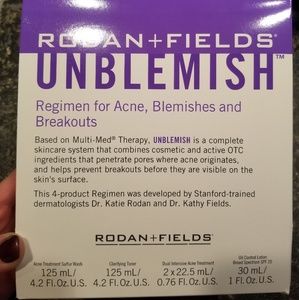 RODAN+FIELDS®
UNBLEMISH™
Regimen for Acne, Blemishes and
Breakouts
Based on Multi-Med® Therapy, UNBLEMISH is a complete
skincare system that combines cosmetic and active OTC
ingredients that penetrate pores where acne originates,
and helps prevent breakouts before they are visible on the
skin's surface.
This 4-product Regimen was developed by Stanford-trained
dermatologists Dr. Katie Rodan and Dr. Kathy Fields.
RODAN+FIELDS®
Acne Treatment Sulfur Wash
125 mL/
4.2 Fl. Oz. U.S.
Clarifying Toner
125 mL/
4.2 Fl. Oz. U.S.
Dual Intensive Acne Treatment
2 x 22.5 mL/
0.76 Fl. Oz. U.S.
Oil Control Lotion
Broad Spectrum SPF 20
30 mL/
1 Fl. Oz. U.S.